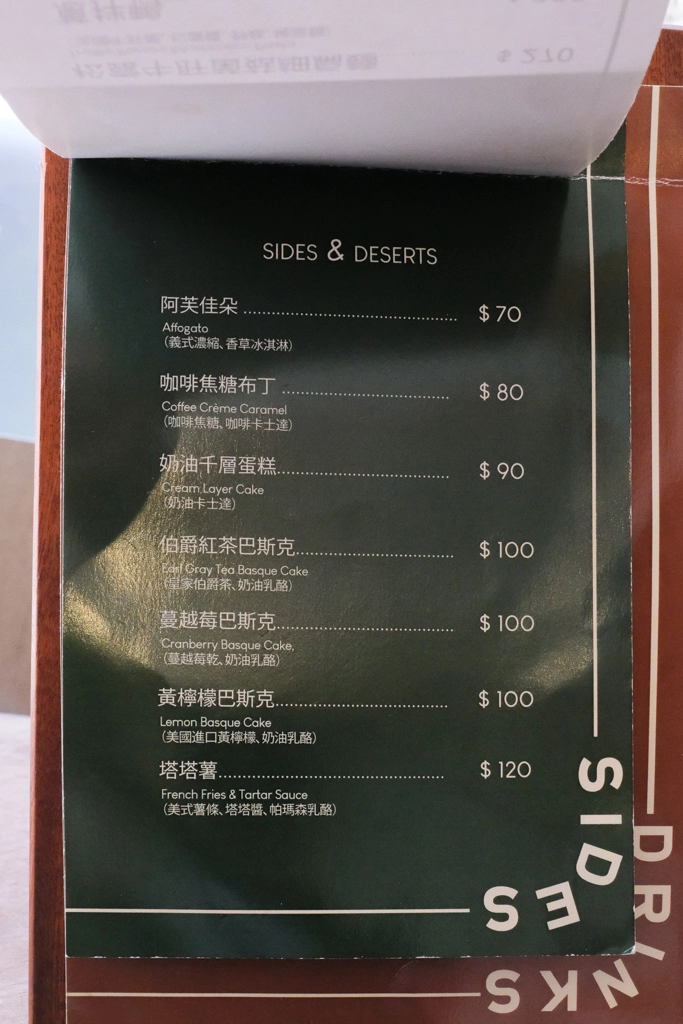 $ 270
SIDES & DESERTS
阿芙佳朵 $ 70
Affogato
(義式濃縮、香草冰淇淋)
咖啡焦糖布丁 $ 80
Coffee Crème Caramel
(咖啡焦糖、咖啡卡士達)
奶油千層蛋糕 $ 90
Cream Layer Cake
(奶油卡士達)
伯爵紅茶巴斯克 $ 100
Earl Gray Tea Basque Cake
(皇家伯爵茶、奶油乳酪)
蔓越莓巴斯克 $ 100
Cranberry Basque Cake,
(蔓越莓乾、奶油乳酪)
黃檸檬巴斯克 $ 100
Lemon Basque Cake
(美國進口黃檸檬、奶油乳酪)
塔塔薯 $ 120
French Fries & Tartar Sauce
(美式薯條、塔塔醬、帕瑪森乳酪)
SIDES
DRINKS